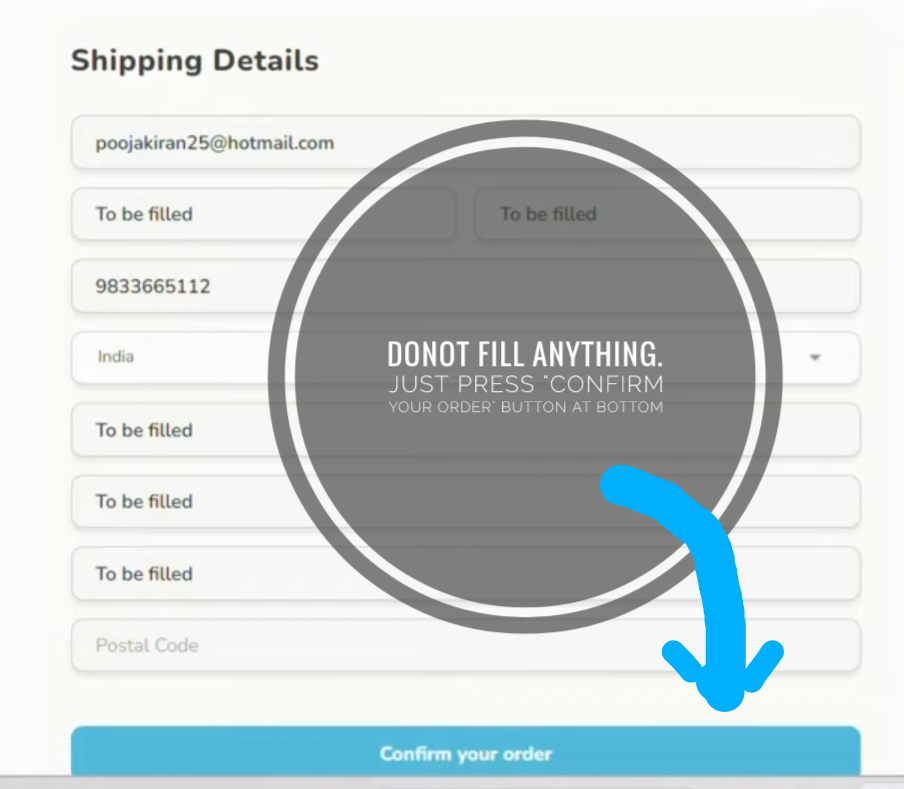 Shipping Details
poojakiran25@hotmail.com
To be filled
To be filled
9833665112
India
DONOT FILL ANYTHING.
JUST PRESS "CONFIRM
YOUR ORDER" BUTTON AT BOTTOM
To be filled
To be filled
To be filled
Postal Code
Confirm your order